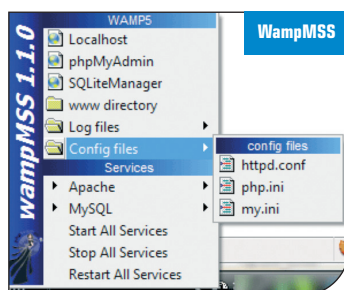 WampMSS
wampMSS 1.1.0
WAMP5
Localhost
phpMyAdmin
SQLiteManager
www directory
Log files
Config files
config files
httpd.conf
php.ini
my.ini
Services
Apache
MySQL
Start All Services
Stop All Services
Restart All Services